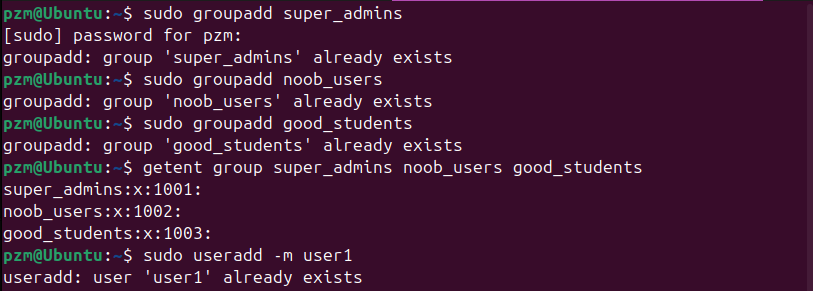 pzm@Ubuntu:~$ sudo groupadd super_admins
[sudo] password for pzm:
groupadd: group 'super_admins' already exists
pzm@Ubuntu:~$ sudo groupadd noob_users
groupadd: group 'noob_users' already exists
pzm@Ubuntu:~$ sudo groupadd good_students
groupadd: group 'good_students' already exists
pzm@Ubuntu:~$ getent group super_admins noob_users good_students
super_admins:x:1001:
noob_users:x:1002:
good_students:x:1003:
pzm@Ubuntu:~$ sudo useradd -m user1
useradd: user 'user1' already exists